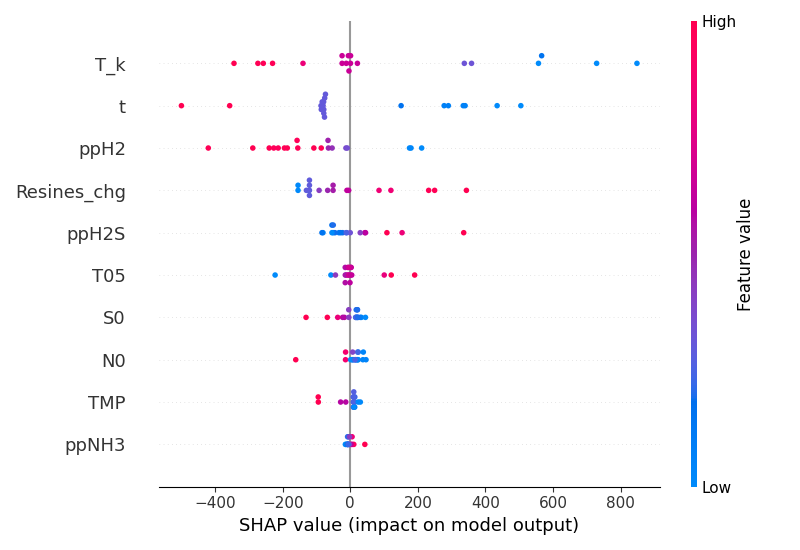 High
T_k
t
ppH2
Resines_chg
ppH2S
T05
S0
N0
TMP
ppNH3
Feature value
Low
−400 −200 0 200 400 600 800
SHAP value (impact on model output)